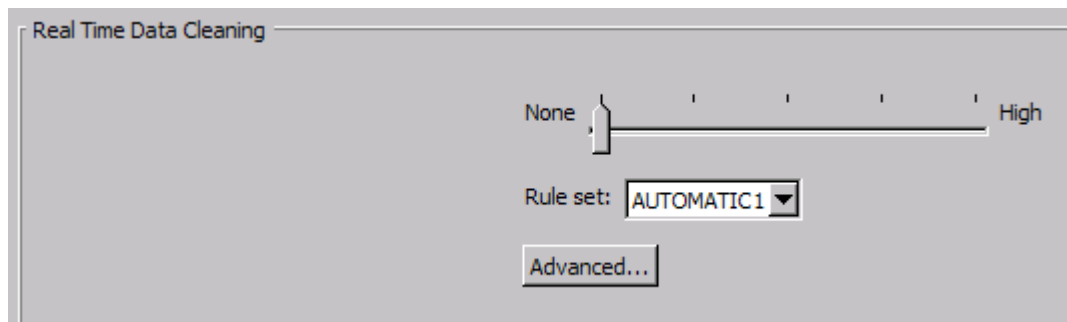 Real Time Data Cleaning
None High
Rule set: AUTOMATIC1
Advanced...